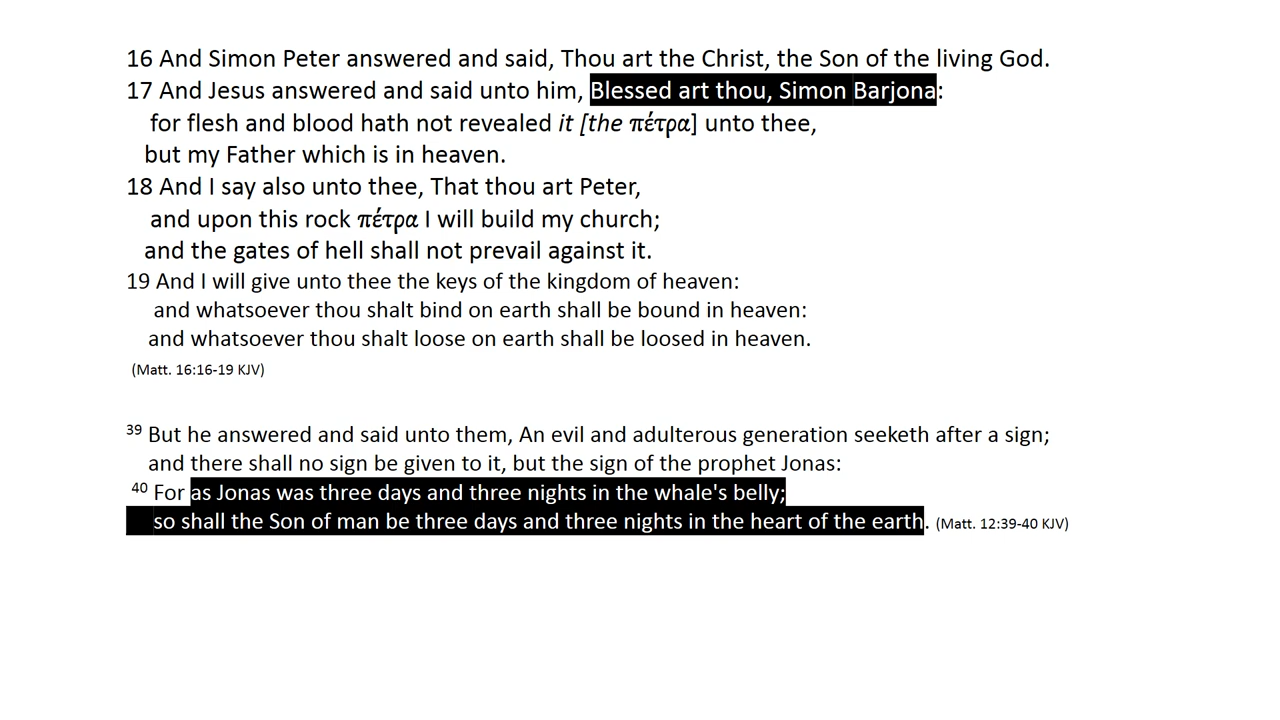 16 And Simon Peter answered and said, Thou art the Christ, the Son of the living God.
17 And Jesus answered and said unto him, Blessed art thou, Simon Barjona:
for flesh and blood hath not revealed it [the πέτρα] unto thee,
but my Father which is in heaven.
18 And I say also unto thee, That thou art Peter,
and upon this rock πέτρα I will build my church;
and the gates of hell shall not prevail against it.
19 And I will give unto thee the keys of the kingdom of heaven:
and whatsoever thou shalt bind on earth shall be bound in heaven:
and whatsoever thou shalt loose on earth shall be loosed in heaven.
(Matt. 16:16-19 KJV)
39 But he answered and said unto them, An evil and adulterous generation seeketh after a sign;
and there shall no sign be given to it, but the sign of the prophet Jonas:
40 For as Jonas was three days and three nights in the whale's belly;
so shall the Son of man be three days and three nights in the heart of the earth. (Matt. 12:39-40 KJV)